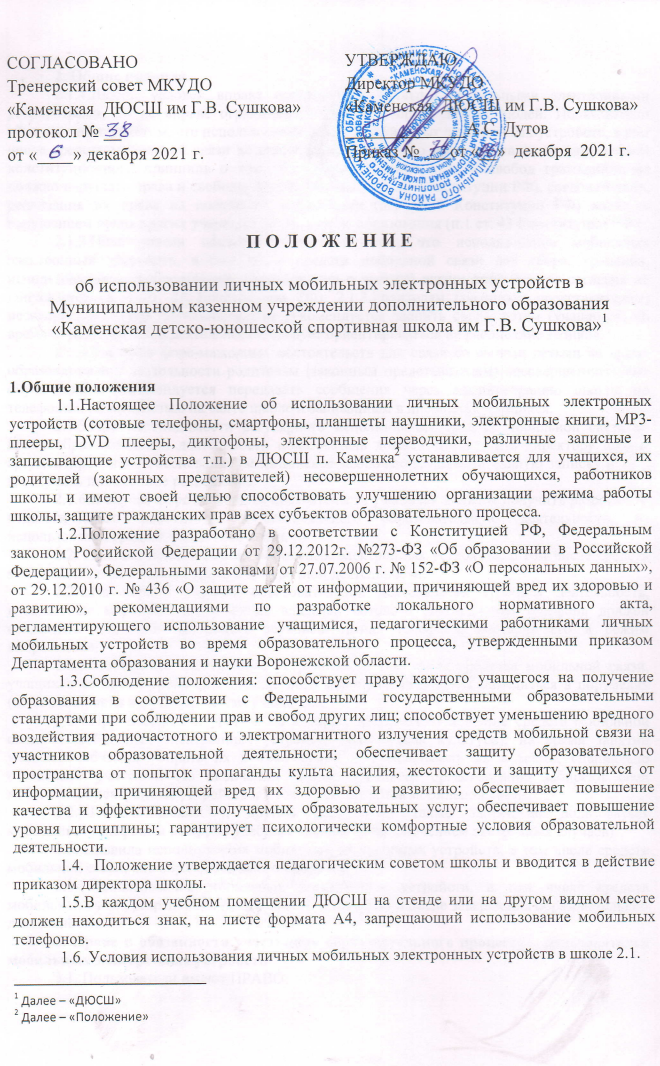 СОГЛАСОВАНО
Тренерский совет МКУДО
«Каменская ДЮСШ им Г.В. Сушкова»
протокол № 38
от « 6 » декабря 2021 г.
УТВЕРЖДАЮ
Директор МКУДО
«Каменская ДЮСШ им Г.В. Сушкова»
А.С. Дутов
Приказ № от « » декабря 2021 г.
П О Л О Ж Е Н И Е
об использовании личных мобильных электронных устройств в
Муниципальном казенном учреждении дополнительного образования
«Каменская детско-юношеской спортивная школа им Г.В. Сушкова»1
1.Общие положения
1.1.Настоящее Положение об использовании личных мобильных электронных
устройств (сотовые телефоны, смартфоны, планшеты наушники, электронные книги, MP3-
плееры, DVD плееры, диктофоны, электронные переводчики, различные записные и
записывающие устройства т.п.) в ДЮСШ п. Каменка2 устанавливается для учащихся, их
родителей (законных представителей) несовершеннолетних обучающихся, работников
школы и имеют своей целью способствовать улучшению организации режима работы
школы, защите гражданских прав всех субъектов образовательного процесса.
1.2.Положение разработано в соответствии с Конституцией РФ, Федеральным
законом Российской Федерации от 29.12.2012г. №273-ФЗ «Об образовании в Российской
Федерации», Федеральными законами от 27.07.2006 г. № 152-ФЗ «О персональных данных»,
от 29.12.2010 г. № 436 «О защите детей от информации, причиняющей вред их здоровью и
развитию», рекомендациями по разработке локального нормативного акта,
регламентирующего использование учащимися, педагогическими работниками личных
мобильных устройств во время образовательного процесса, утвержденными приказом
Департамента образования и науки Воронежской области.
1.3.Соблюдение положения: способствует праву каждого учащегося на получение
образования в соответствии с Федеральными государственными образовательными
стандартами при соблюдении прав и свобод других лиц; способствует уменьшению вредного
воздействия радиочастотного и электромагнитного излучения средств мобильной связи на
участников образовательной деятельности; обеспечивает защиту образовательного
пространства от попыток пропаганды культа насилия, жестокости и защиту учащихся от
информации, причиняющей вред их здоровью и развитию; обеспечивает повышение
качества и эффективности получаемых образовательных услуг; обеспечивает повышение
уровня дисциплины; гарантирует психологически комфортные условия образовательной
деятельности.
1.4. Положение утверждается педагогическим советом школы и вводится в действие
приказом директора школы.
1.5.В каждом учебном помещении ДЮСШ на стенде или на другом видном месте
должен находиться знак, на листе формата А4, запрещающий использование мобильных
телефонов.
1.6. Условия использования личных мобильных электронных устройств в школе 2.1.
1 Далее – «ДЮСШ»
2 Далее – «Положение»